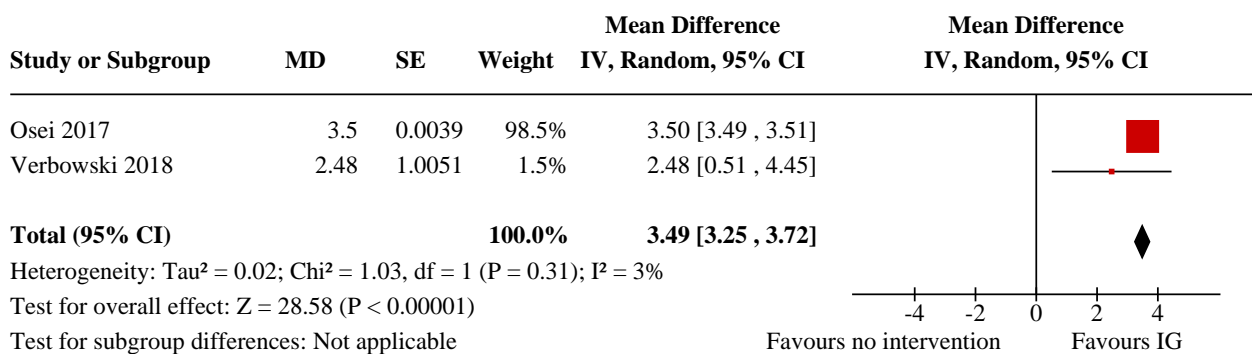 Mean Difference Mean Difference
Study or Subgroup MD SE Weight IV, Random, 95% CI IV, Random, 95% CI
Osei 2017 3.5 0.0039 98.5% 3.50 [3.49 , 3.51]
Verbowski 2018 2.48 1.0051 1.5% 2.48 [0.51 , 4.45]
Total (95% CI) 100.0% 3.49 [3.25 , 3.72]
Heterogeneity: Tau² = 0.02; Chi² = 1.03, df = 1 (P = 0.31); I² = 3%
Test for overall effect: Z = 28.58 (P < 0.00001)
-4 -2 0 2 4
Test for subgroup differences: Not applicable Favours no intervention Favours IG